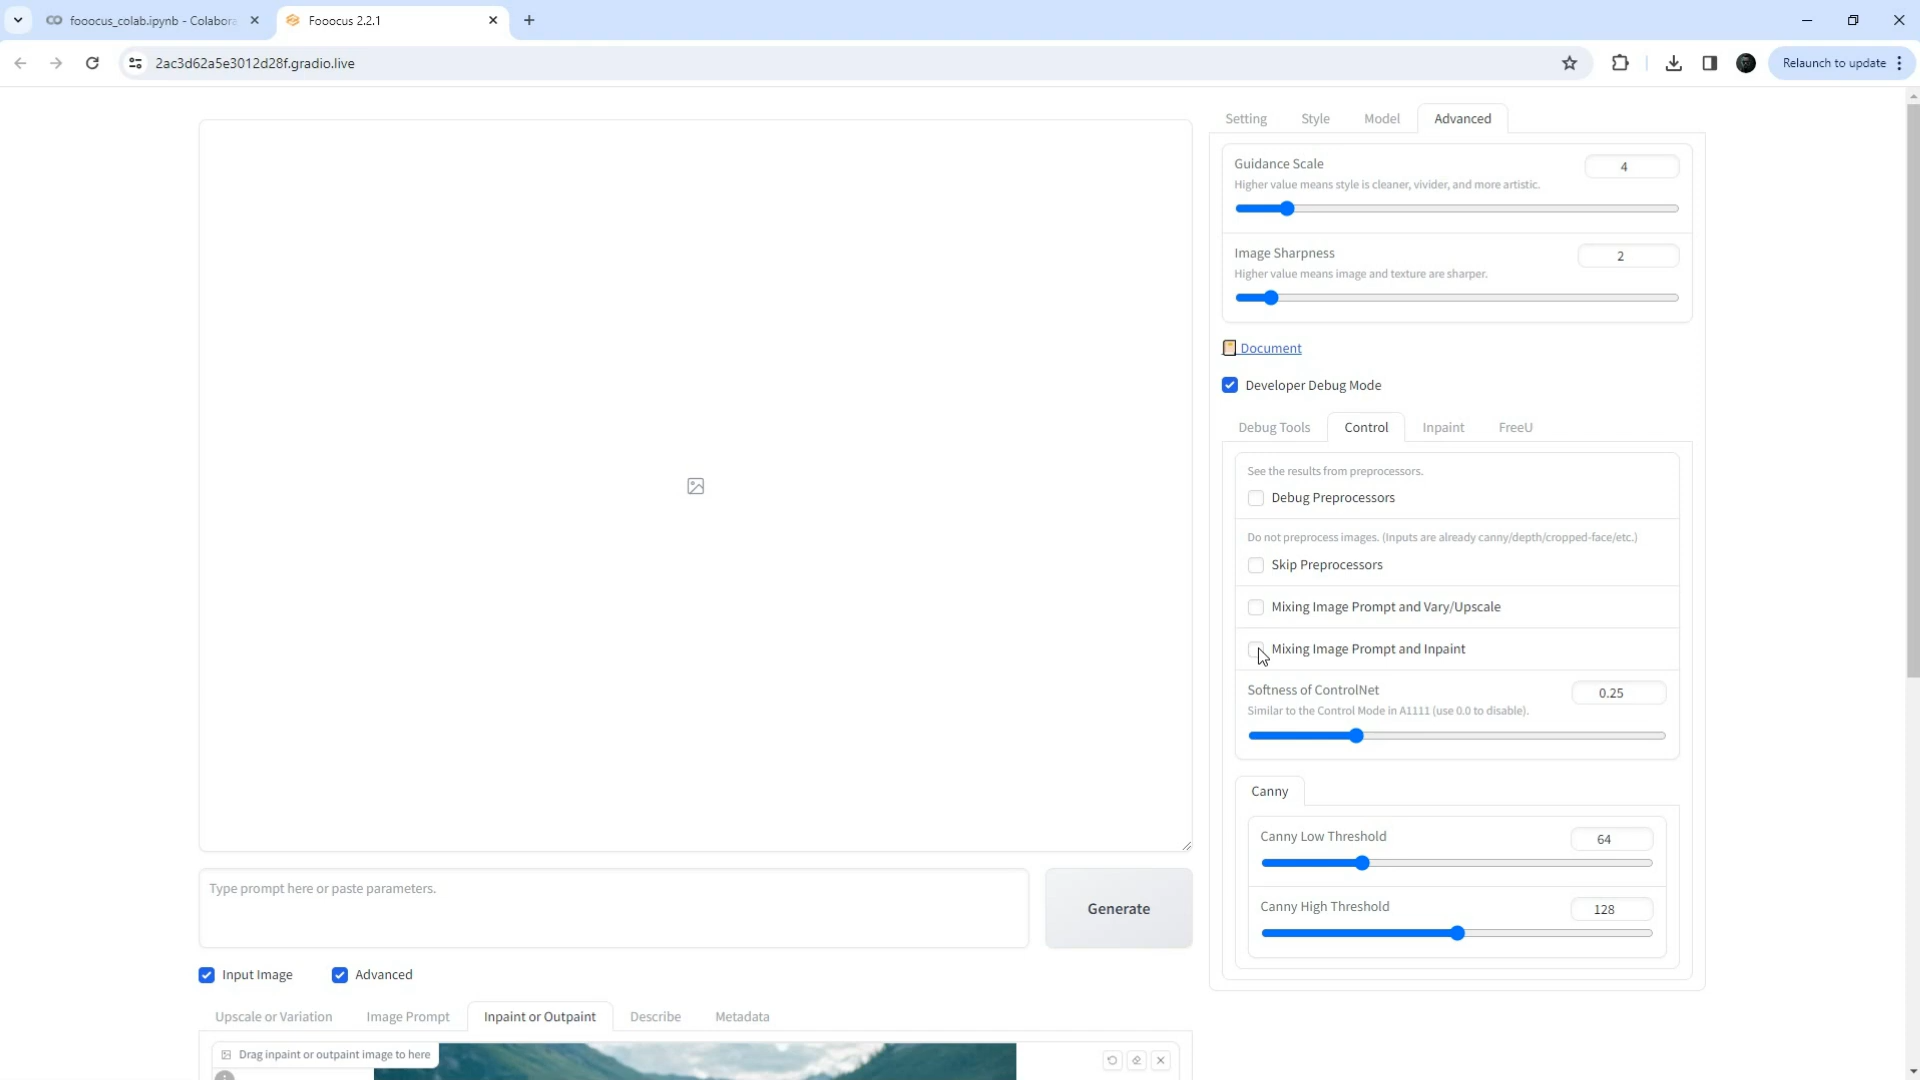 fooocus_colab.ipynb - Colabora
Fooocus 2.2.1
2ac3d62a5e3012d28f.gradio.live
Relaunch to update
Setting Style Model Advanced
Guidance Scale 4
Higher value means style is cleaner, vivider, and more artistic.
Image Sharpness 2
Higher value means image and texture are sharper.
Document
Developer Debug Mode
Debug Tools Control Inpaint FreeU
See the results from preprocessors.
Debug Preprocessors
Do not preprocess images. (Inputs are already canny/depth/cropped-face/etc.)
Skip Preprocessors
Mixing Image Prompt and Vary/Upscale
Mixing Image Prompt and Inpaint
Softness of ControlNet 0.25
Similar to the Control Mode in A1111 (use 0.0 to disable).
Canny
Canny Low Threshold 64
Canny High Threshold 128
Type prompt here or paste parameters.
Generate
Input Image Advanced
Upscale or Variation Image Prompt Inpaint or Outpaint Describe Metadata
Drag inpaint or outpaint image to here